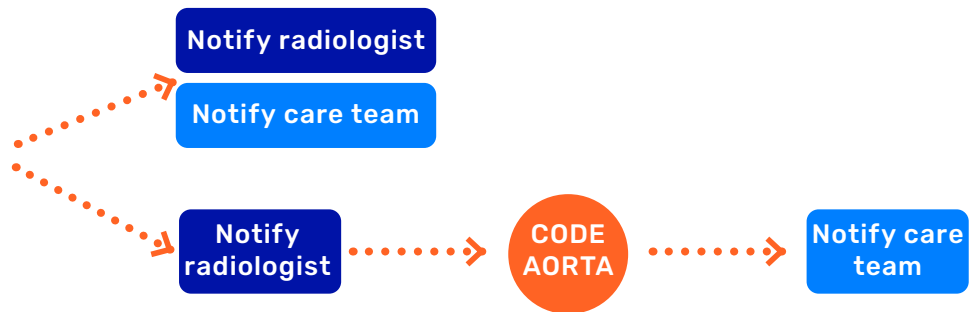 Notify radiologist
Notify care team
Notify
radiologist
CODE
AORTA
Notify care
team